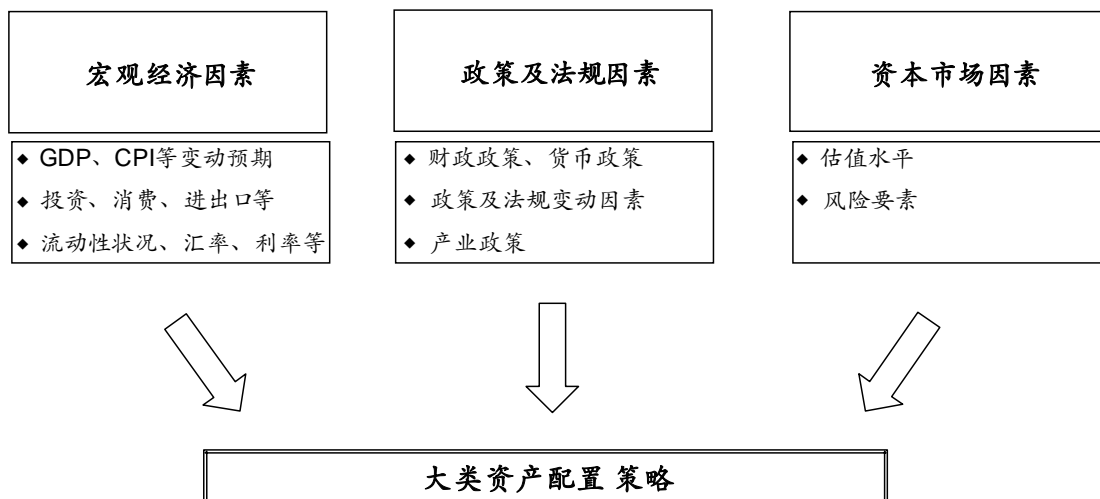 宏观经济因素
◆ GDP、CPI等变动预期
◆ 投资、消费、进出口等
◆ 流动性状况、汇率、利率等
政策及法规因素
◆ 财政政策、货币政策
◆ 政策及法规变动因素
◆ 产业政策
资本市场因素
◆ 估值水平
◆ 风险要素
大类资产配置 策略